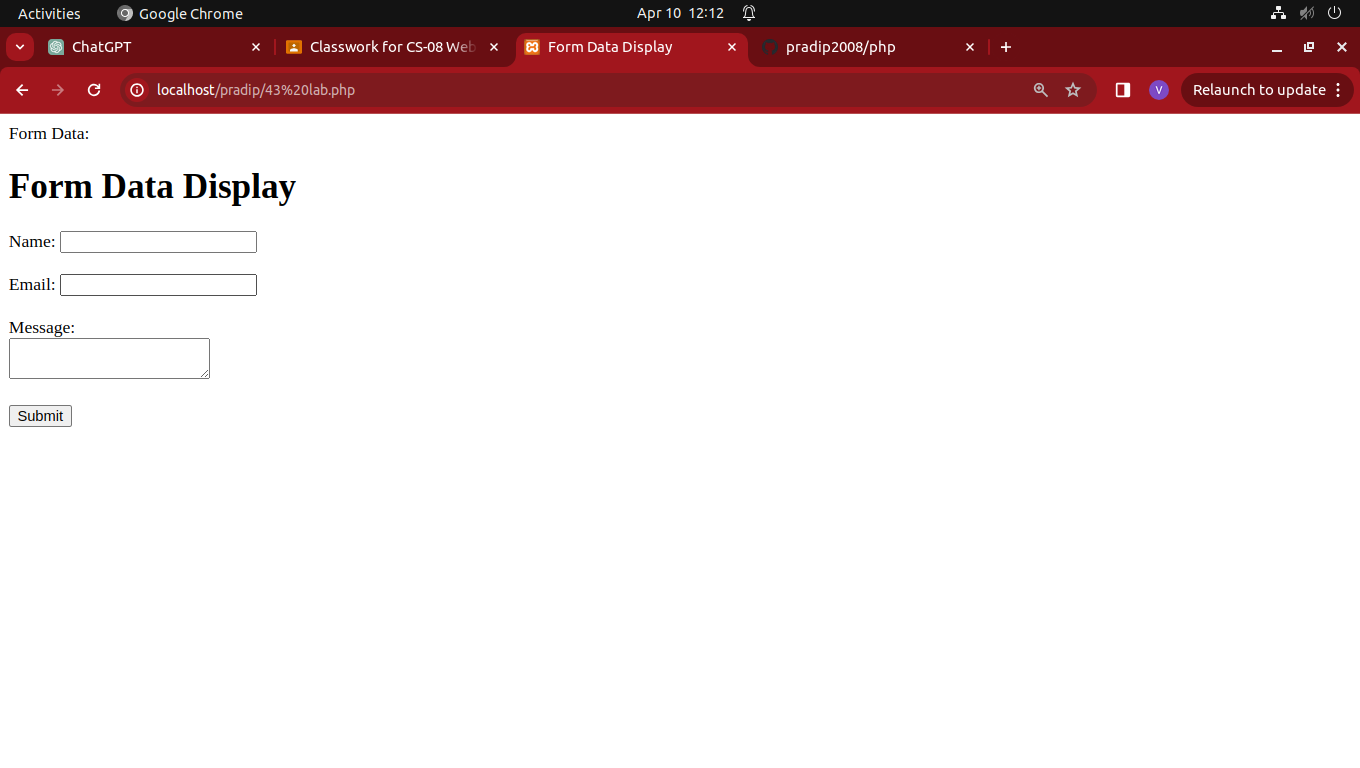 Activities Google Chrome Apr 10 12:12
ChatGPT Classwork for CS-08 Web Form Data Display pradip2008/php
localhost/pradip/43%20lab.php V Relaunch to update
Form Data:
Form Data Display
Name:
Email:
Message:
Submit